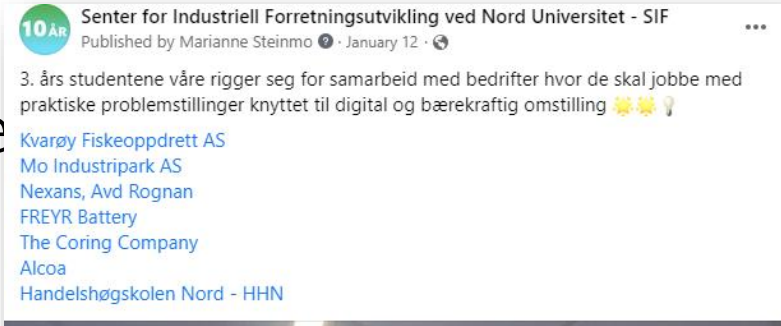 10 ÅR
Senter for Industriell Forretningsutvikling ved Nord Universitet - SIF
Published by Marianne Steinmo · January 12 ·
3. års studentene våre rigger seg for samarbeid med bedrifter hvor de skal jobbe med
praktiske problemstillinger knyttet til digital og bærekraftig omstilling 🌟🌟💡
Kvarøy Fiskeoppdrett AS
Mo Industripark AS
Nexans, Avd Rognan
FREYR Battery
The Coring Company
Alcoa
Handelshøgskolen Nord - HHN